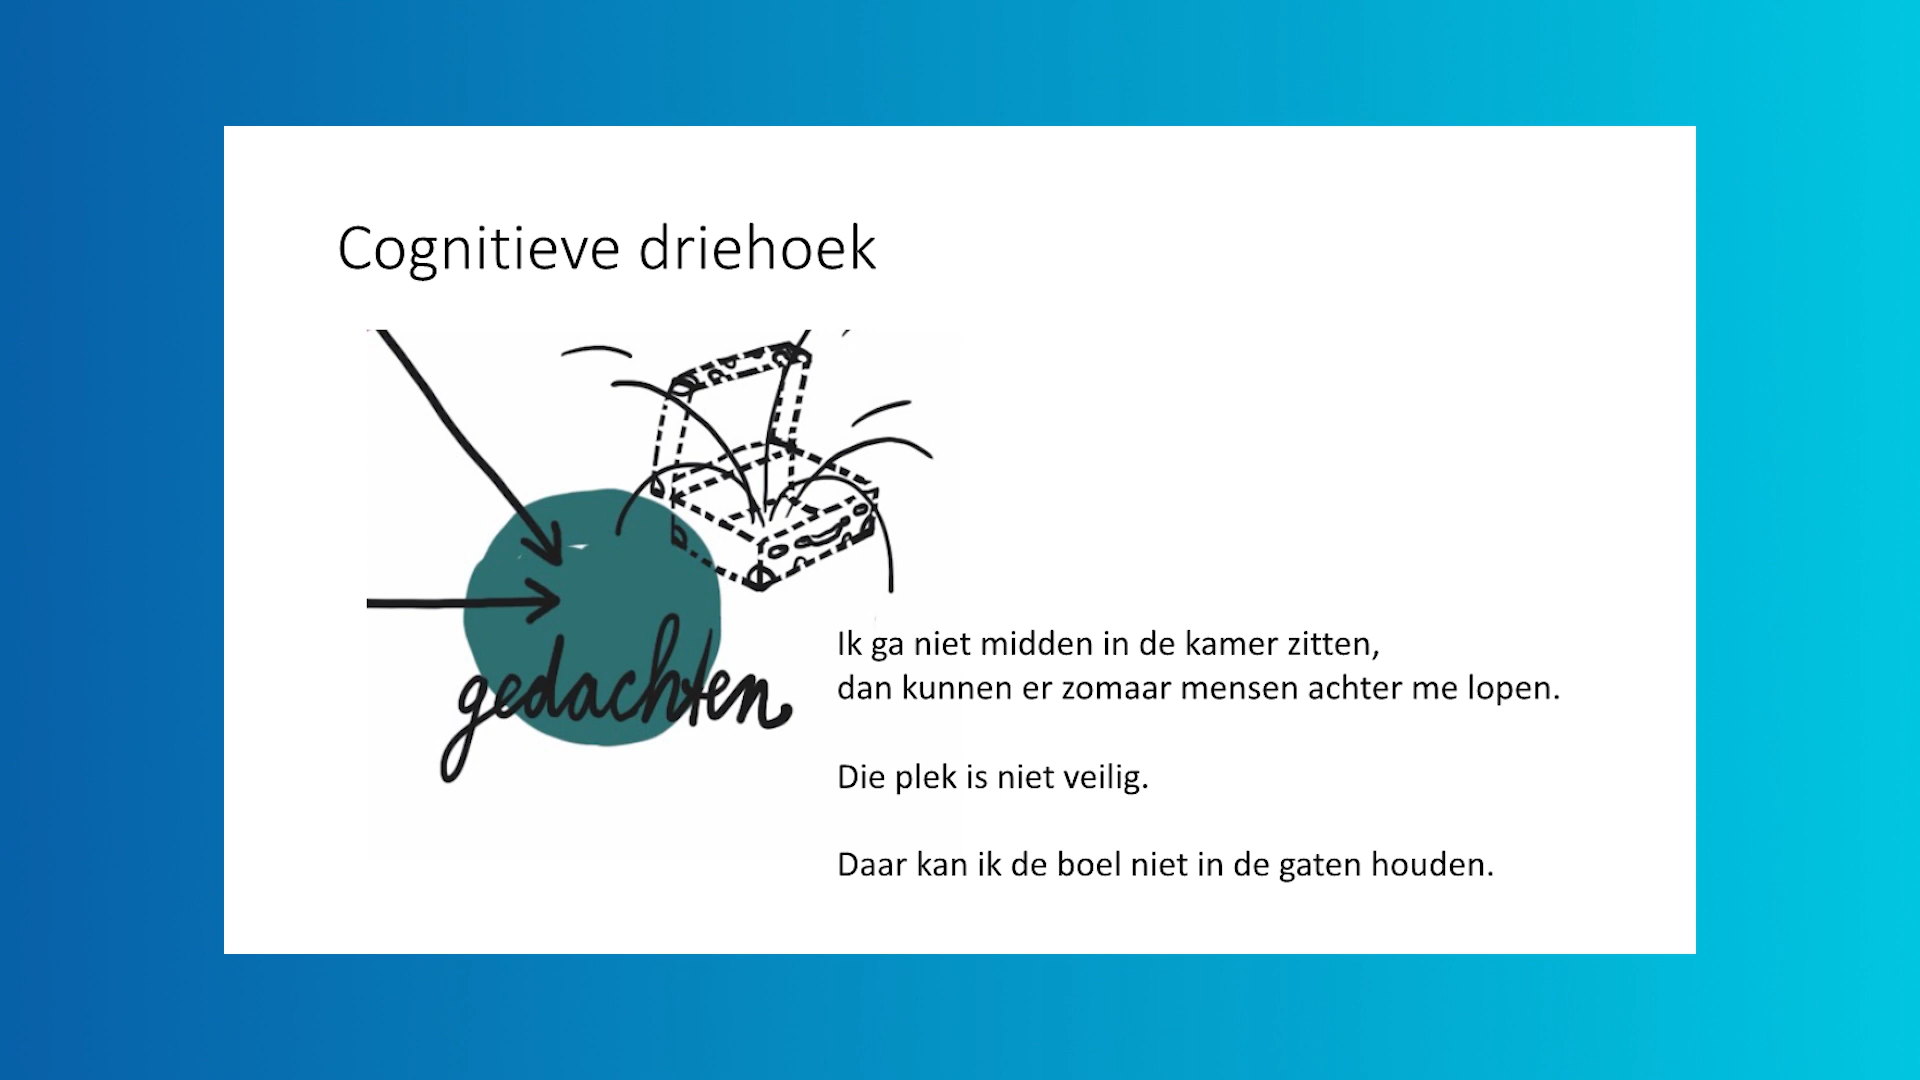 Cognitieve driehoek
gedachten
Ik ga niet midden in de kamer zitten,
dan kunnen er zomaar mensen achter me lopen.
Die plek is niet veilig.
Daar kan ik de boel niet in de gaten houden.